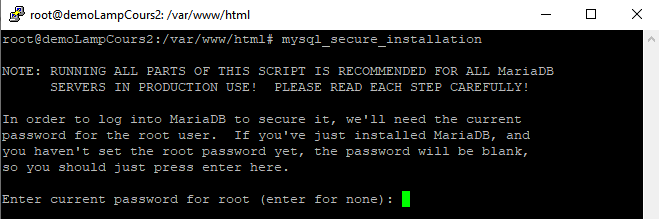 root@demoLampCours2: /var/www/html
root@demoLampCours2:/var/www/html# mysql_secure_installation
NOTE: RUNNING ALL PARTS OF THIS SCRIPT IS RECOMMENDED FOR ALL MariaDB
SERVERS IN PRODUCTION USE!  PLEASE READ EACH STEP CAREFULLY!
In order to log into MariaDB to secure it, we'll need the current
password for the root user.  If you've just installed MariaDB, and
you haven't set the root password yet, the password will be blank,
so you should just press enter here.
Enter current password for root (enter for none):